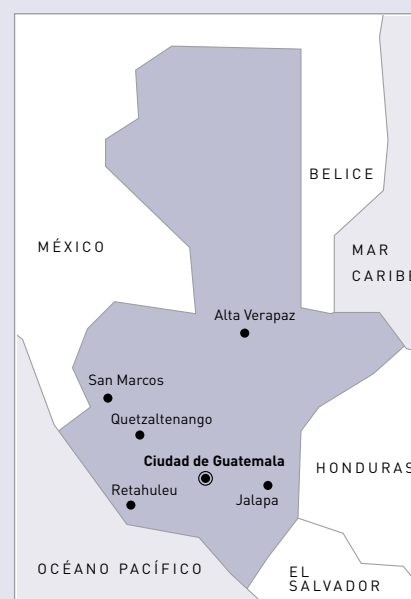 BELICE
MÉXICO
MAR
CARIBE
Alta Verapaz
San Marcos
Quetzaltenango
Ciudad de Guatemala
HONDURAS
Retahuleu
Jalapa
OCÉANO PACÍFICO
EL
SALVADOR